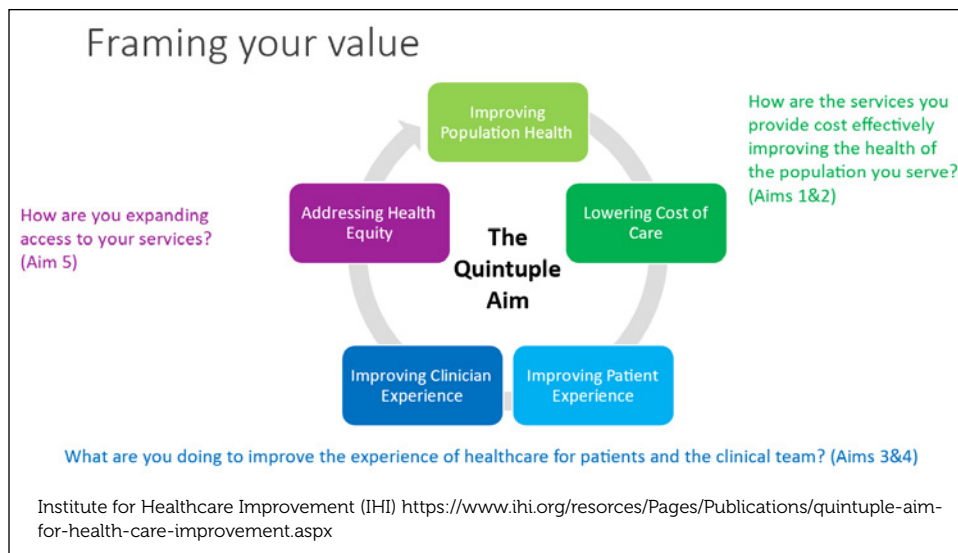 Framing your value
Improving
Population Health
How are the services you
provide cost effectively
improving the health of
the population you serve?
(Aims 1&2)
How are you expanding
access to your services?
(Aim 5)
Addressing Health
Equity
The
Quintuple
Aim
Lowering Cost of
Care
Improving Clinician
Experience
Improving Patient
Experience
What are you doing to improve the experience of healthcare for patients and the clinical team? (Aims 3&4)
Institute for Healthcare Improvement (IHI) https://www.ihi.org/resorces/Pages/Publications/quintuple-aim-
for-health-care-improvement.aspx